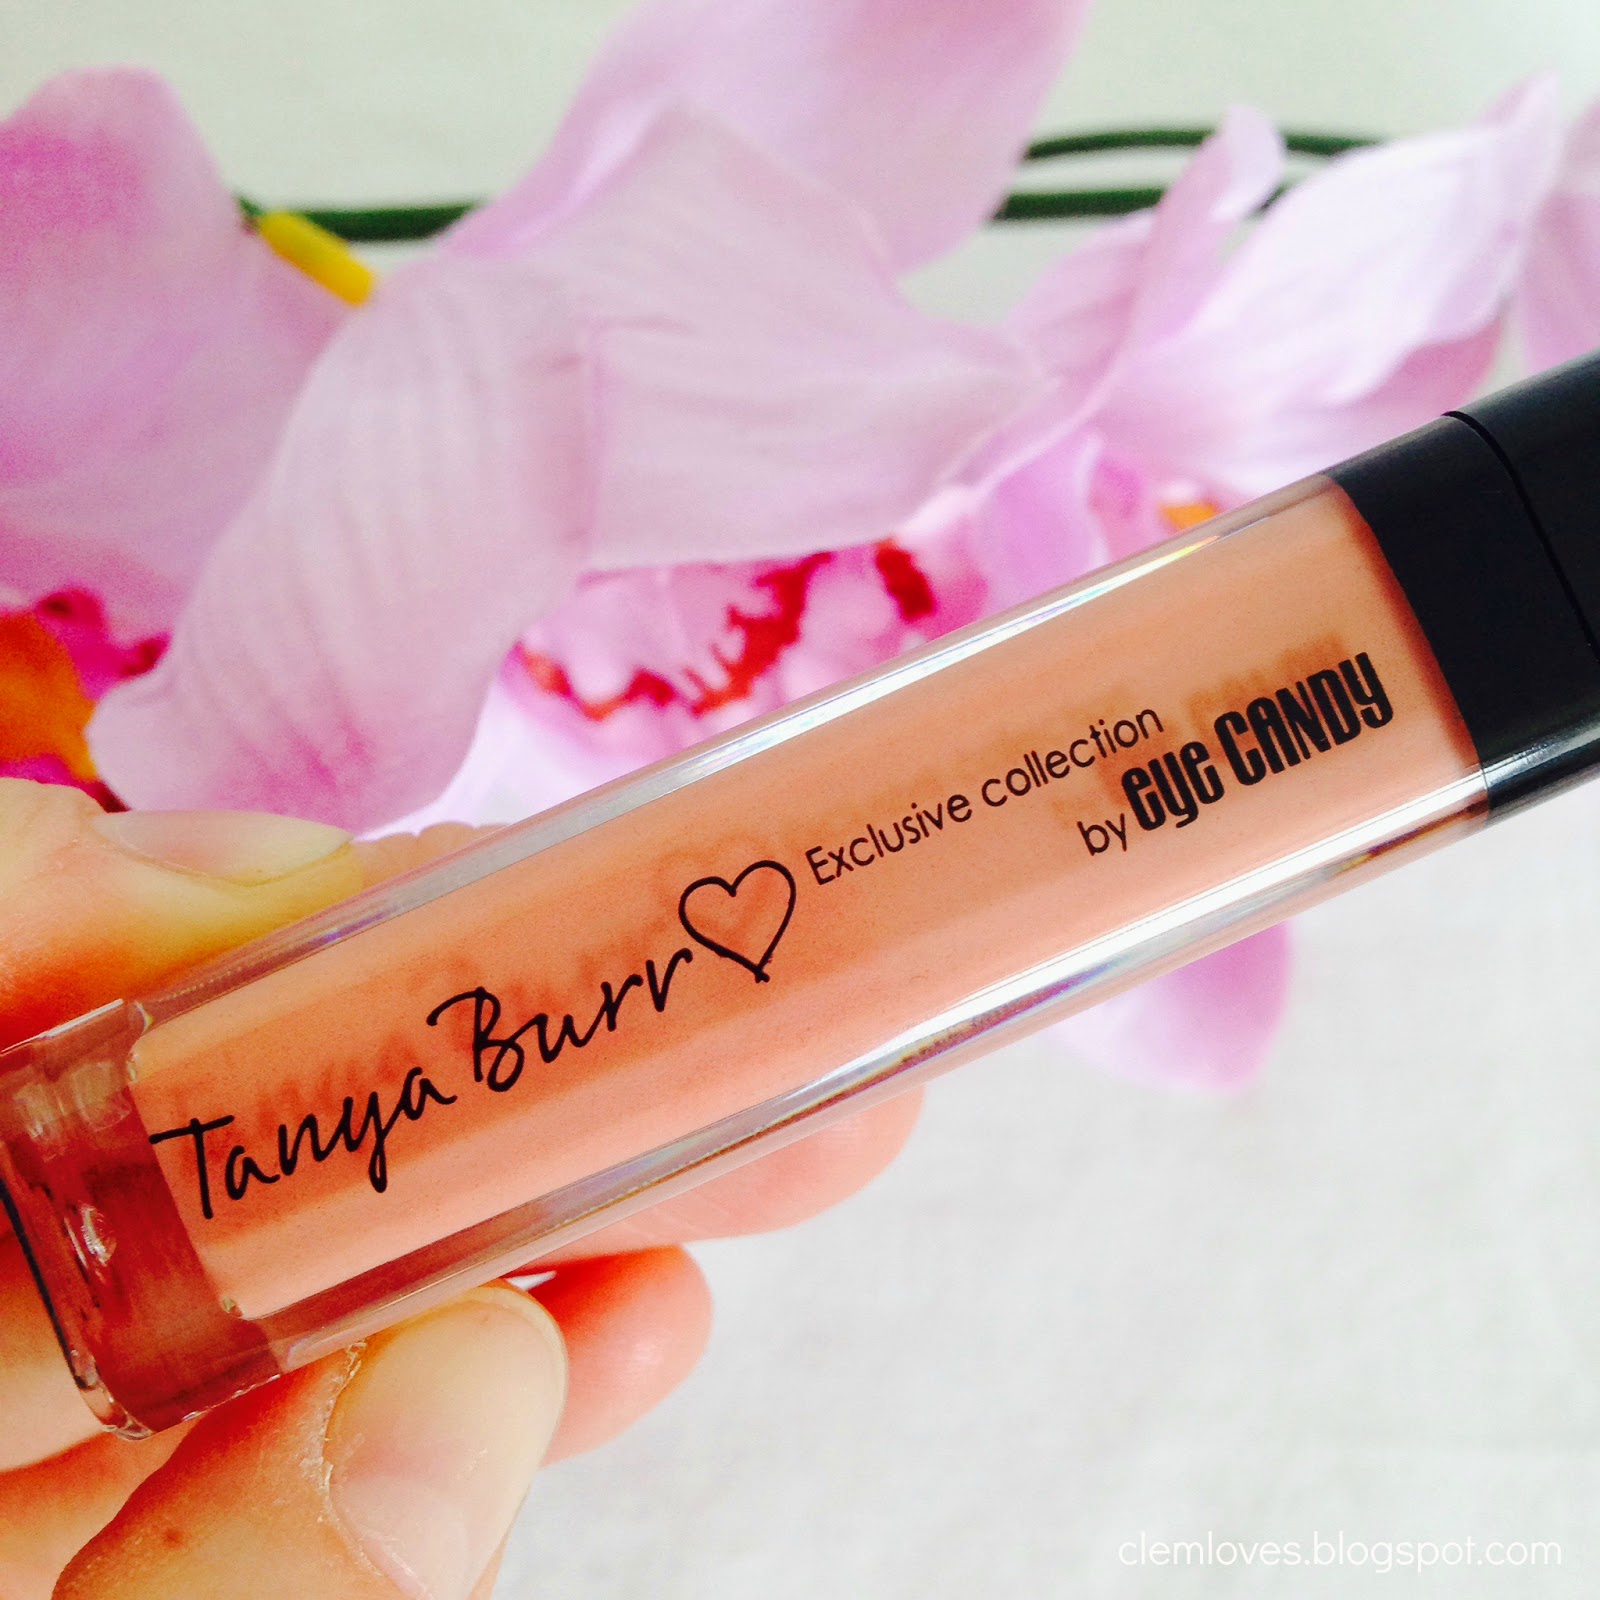 Tanya Burr
Exclusive collection
by eye CANDY
clemloves.blogspot.com